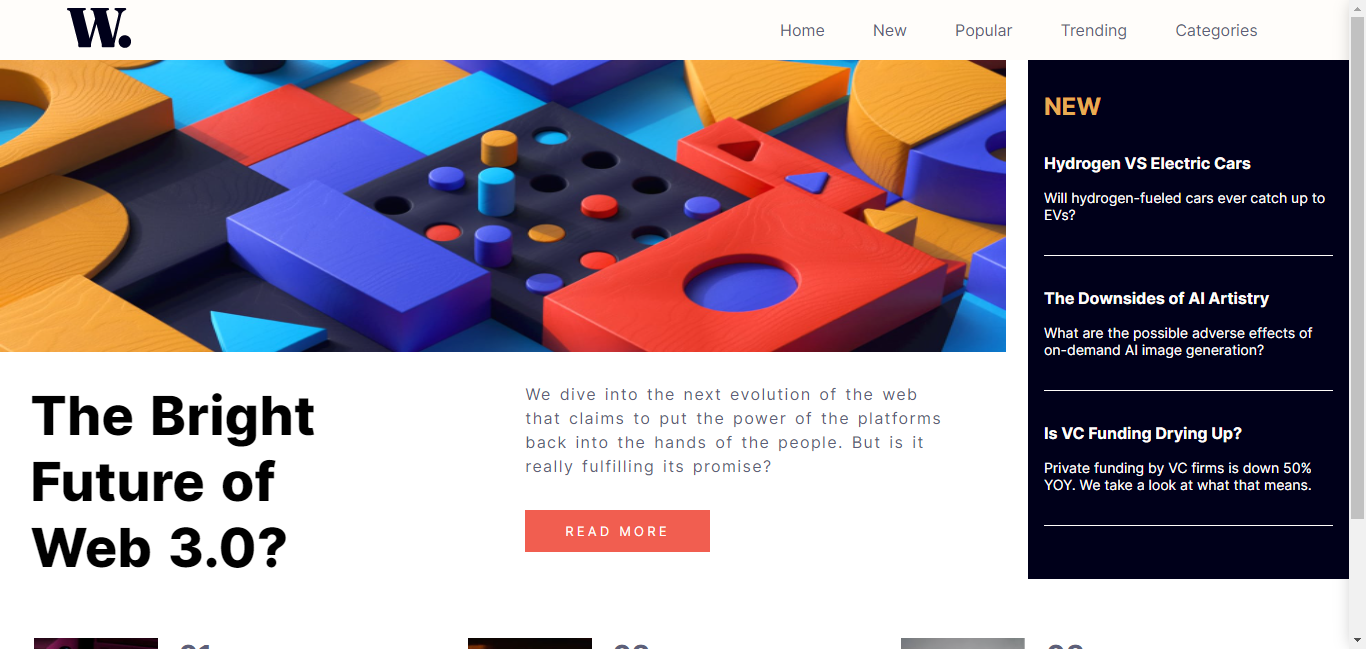 W.
Home New Popular Trending Categories
The Bright
Future of
Web 3.0?
We dive into the next evolution of the web
that claims to put the power of the platforms
back into the hands of the people. But is it
really fulfilling its promise?
READ MORE
NEW
Hydrogen VS Electric Cars
Will hydrogen-fueled cars ever catch up to
EVs?
The Downsides of AI Artistry
What are the possible adverse effects of
on-demand AI image generation?
Is VC Funding Drying Up?
Private funding by VC firms is down 50%
YOY. We take a look at what that means.